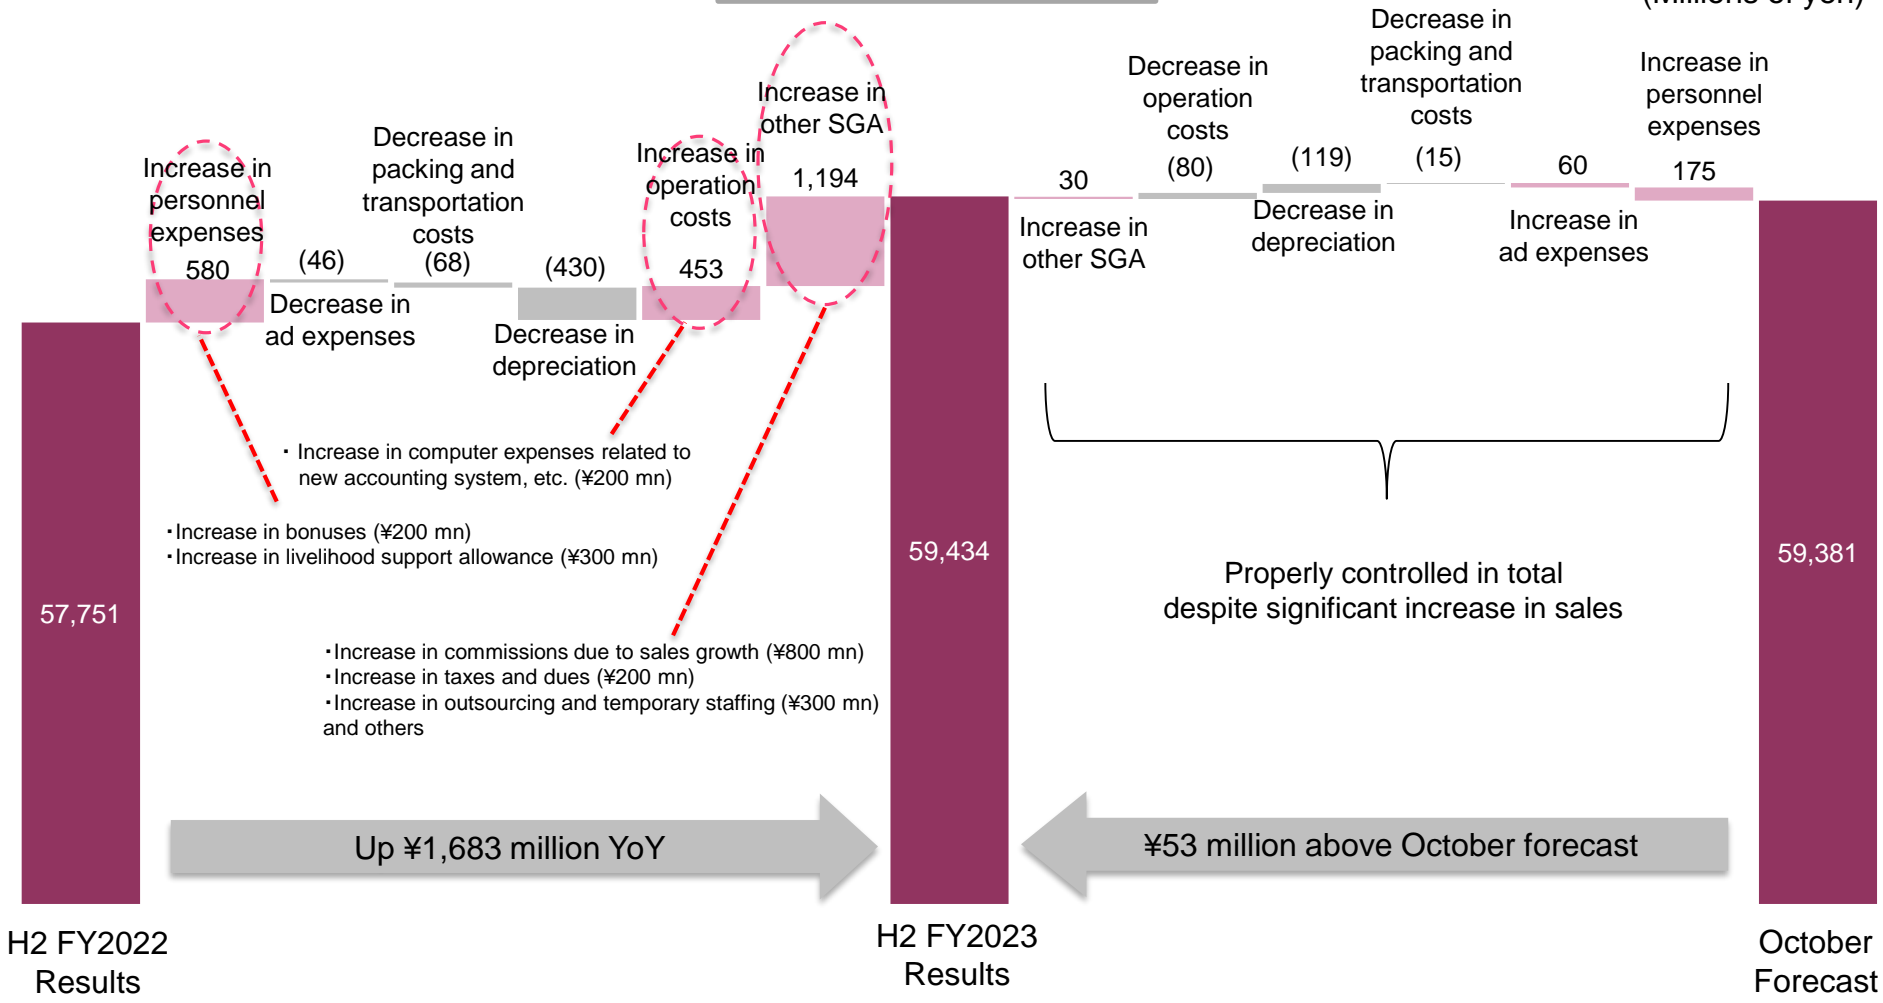 (Millions of yen)
Increase in
personnel
expenses
580
(46)
Decrease in
ad expenses
Decrease in
packing and
transportation
costs
(68)
(430)
Decrease in
depreciation
Increase in
operation
costs
453
Increase in
other SGA
1,194
30
Increase in
other SGA
Decrease in
operation
costs
(80)
(119)
Decrease in
depreciation
Decrease in
packing and
transportation
costs
(15)
60
Increase in
ad expenses
Increase in
personnel
expenses
175
・Increase in computer expenses related to
new accounting system, etc. (¥200 mn)
・Increase in bonuses (¥200 mn)
・Increase in livelihood support allowance (¥300 mn)
・Increase in commissions due to sales growth (¥800 mn)
・Increase in taxes and dues (¥200 mn)
・Increase in outsourcing and temporary staffing (¥300 mn)
and others
57,751
59,434
59,381
Properly controlled in total
despite significant increase in sales
Up ¥1,683 million YoY
¥53 million above October forecast
H2 FY2022
Results
H2 FY2023
Results
October
Forecast